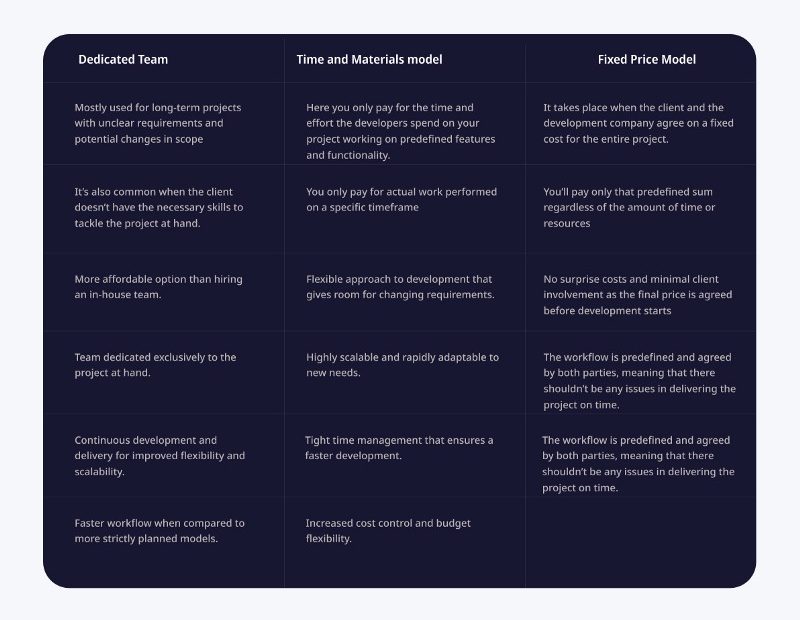 Dedicated Team
Time and Materials model
Fixed Price Model
Mostly used for long-term projects
with unclear requirements and
potential changes in scope
Here you only pay for the time and
effort the developers spend on your
project working on predefined features
and functionality.
It takes place when the client and the
development company agree on a fixed
cost for the entire project.
It's also common when the client
doesn't have the necessary skills to
tackle the project at hand.
You only pay for actual work performed
on a specific timeframe
You'll pay only that predefined sum
regardless of the amount of time or
resources
More affordable option than hiring
an in-house team.
Flexible approach to development that
gives room for changing requirements.
No surprise costs and minimal client
involvement as the final price is agreed
before development starts
Team dedicated exclusively to the
project at hand.
Highly scalable and rapidly adaptable to
new needs.
The workflow is predefined and agreed
by both parties, meaning that there
shouldn't be any issues in delivering the
project on time.
Continuous development and
delivery for improved flexibility and
scalability.
Tight time management that ensures a
faster development.
The workflow is predefined and agreed
by both parties, meaning that there
shouldn't be any issues in delivering the
project on time.
Faster workflow when compared to
more strictly planned models.
Increased cost control and budget
flexibility.